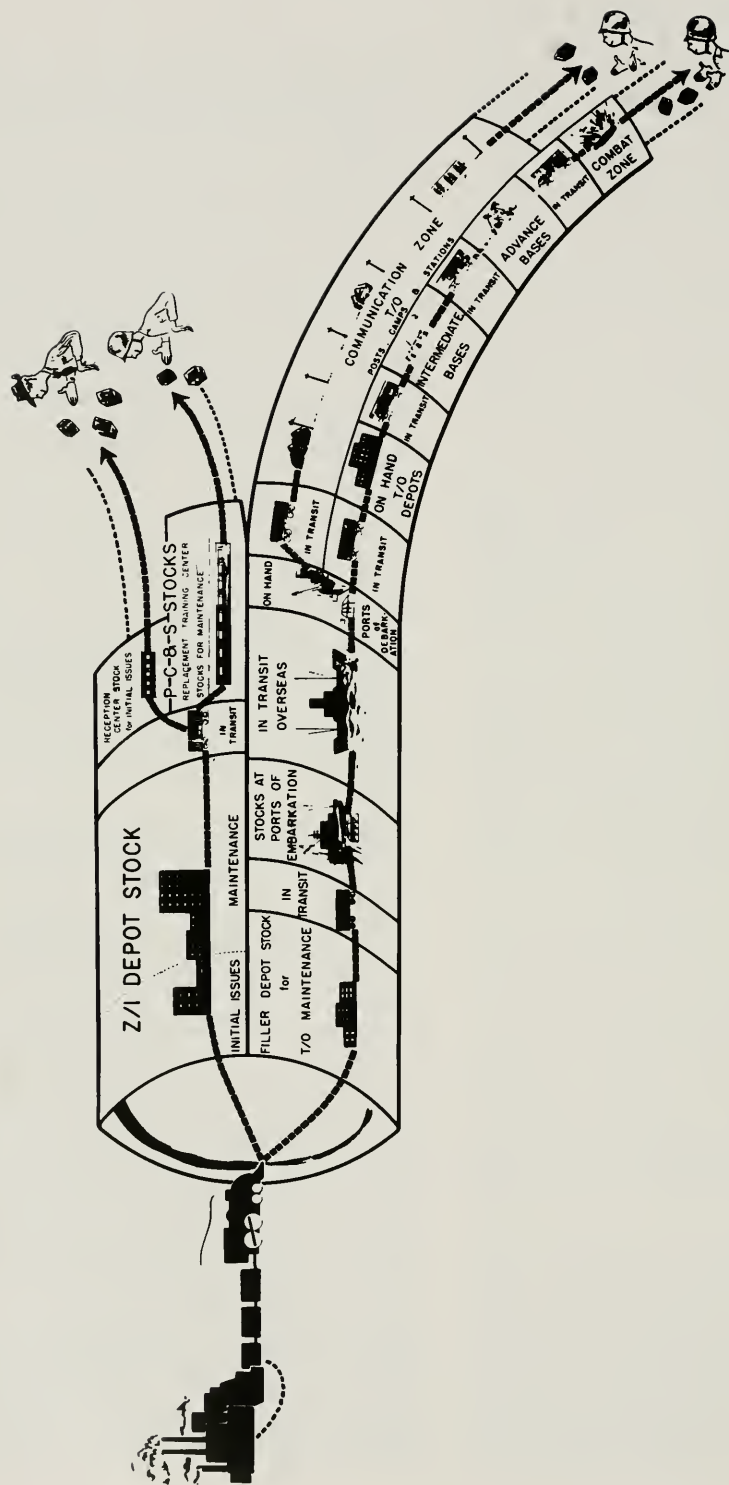 Z/I DEPOT STOCK
INITIAL ISSUES
MAINTENANCE
IN
TRANSIT
RECEPTION
CENTER STOCK
for INITIAL ISSUES
P-C-&-S-STOCKS
REPLACEMENT TRAINING CENTER
STOCKS FOR MAINTENANCE
FILLER DEPOT STOCK
for
T/O MAINTENANCE
IN
TRANSIT
STOCKS AT
PORTS OF
EMBARKATION
IN TRANSIT
OVERSEAS
ON HAND
PORTS
of
DEBARK-
ATION
IN TRANSIT
IN TRANSIT
COMMUNICATION ZONE
T/O
POSTS CAMPS & STATIONS
ON HAND
T/O
DEPOTS
IN TRANSIT
INTERMEDIATE
BASES
IN TRANSIT
ADVANCE
BASES
IN TRANSIT
COMBAT
ZONE